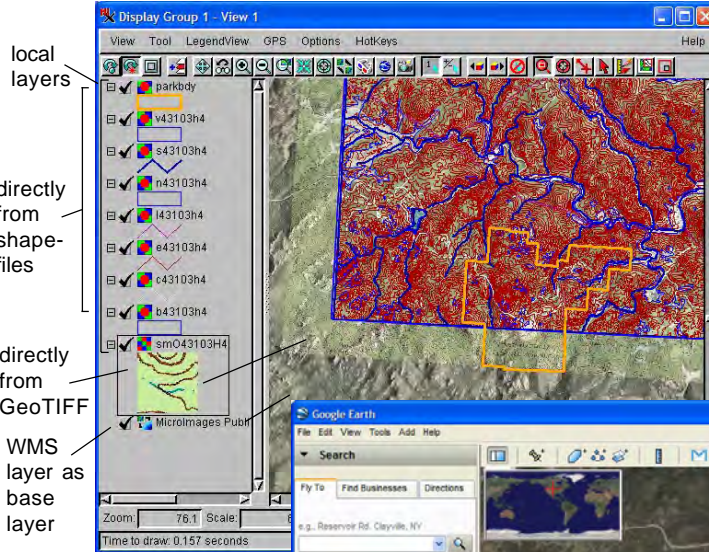 Display Group 1 - View 1
View Tool LegendView GPS Options HotKeys Help
local
layers
parkbdy
v43103h4
s43103h4
directly
from
shape-
files
n43103h4
l43103h4
e43103h4
c43103h4
b43103h4
smO43103H4
directly
from
GeoTIFF
MicroImages Publ
WMS
layer as
base
layer
Zoom: 76.1 Scale: 6
Time to draw: 0.157 seconds
Google Earth
File Edit View Tools Add Help
Search
Fly To Find Businesses Directions
e.g., Reservoir Rd. Clayville, NY